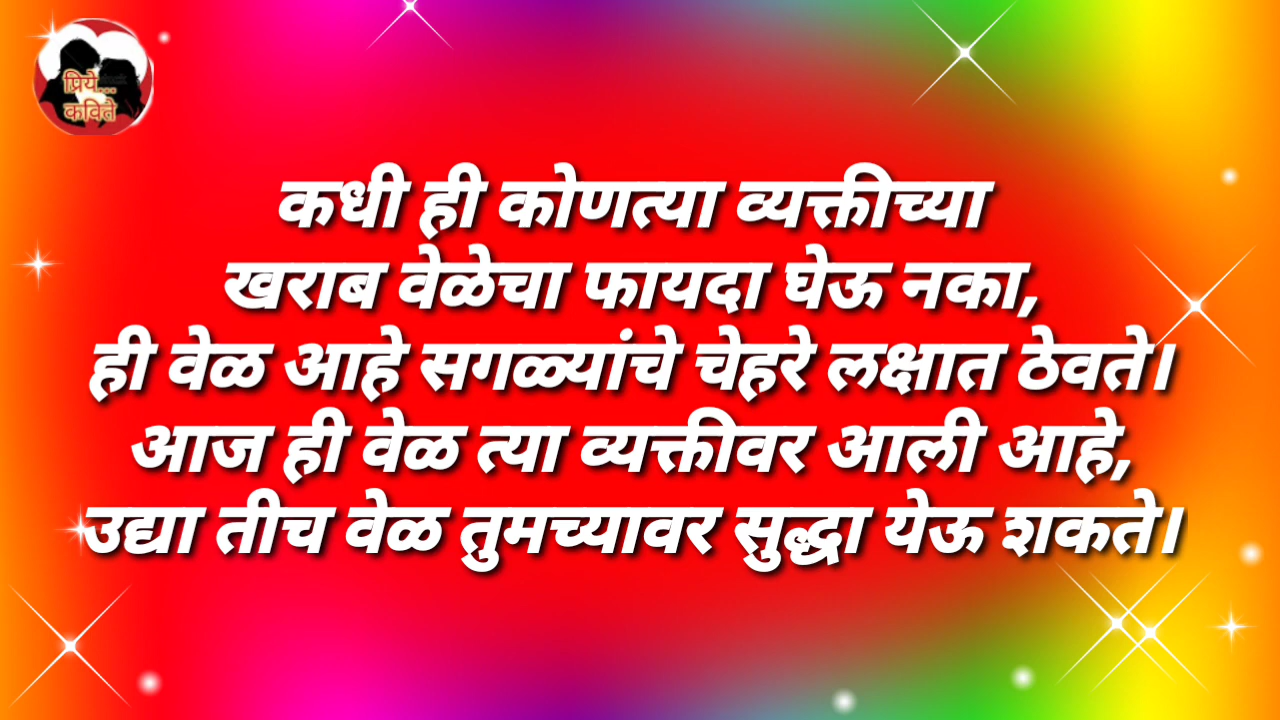 प्रिये...
कविते
कधी ही कोणत्या व्यक्तीच्या
खराब वेळेचा फायदा घेऊ नका,
ही वेळ आहे सगळ्यांचे चेहरे लक्षात ठेवते।
आज ही वेळ त्या व्यक्तीवर आली आहे,
उद्या तीच वेळ तुमच्यावर सुद्धा येऊ शकते।